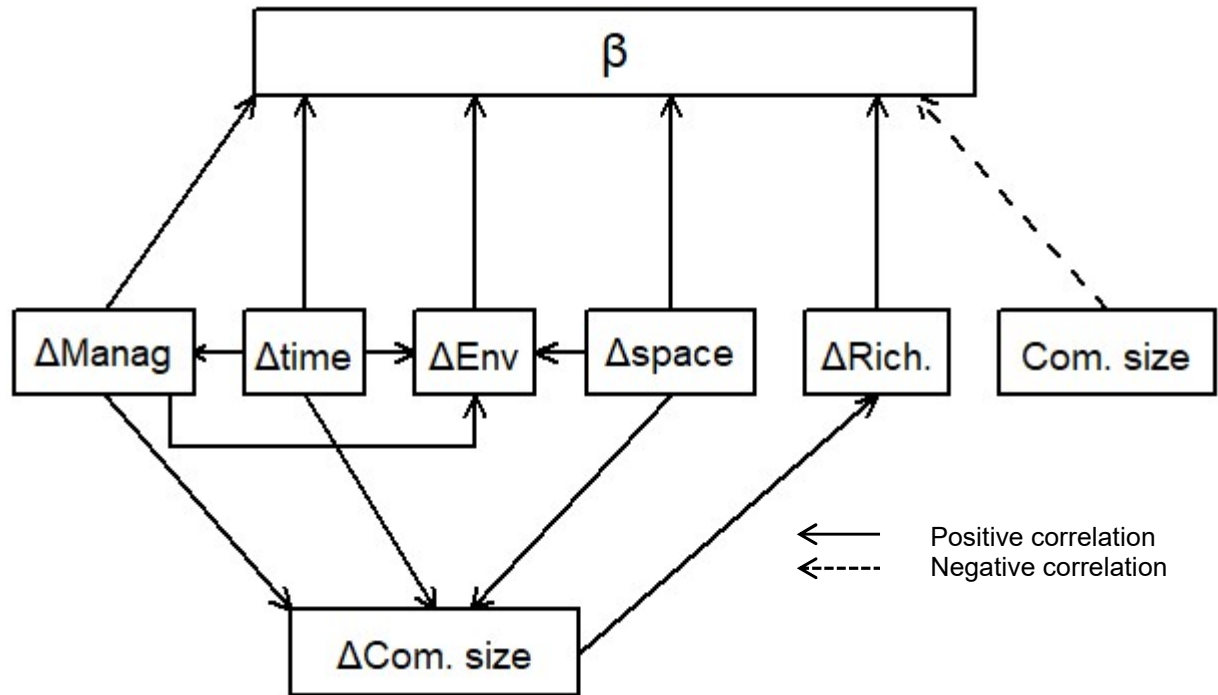 β
ΔManag
Δtime
ΔEnv
Δspace
ΔRich.
Com. size
Positive correlation
Negative correlation
ΔCom. size